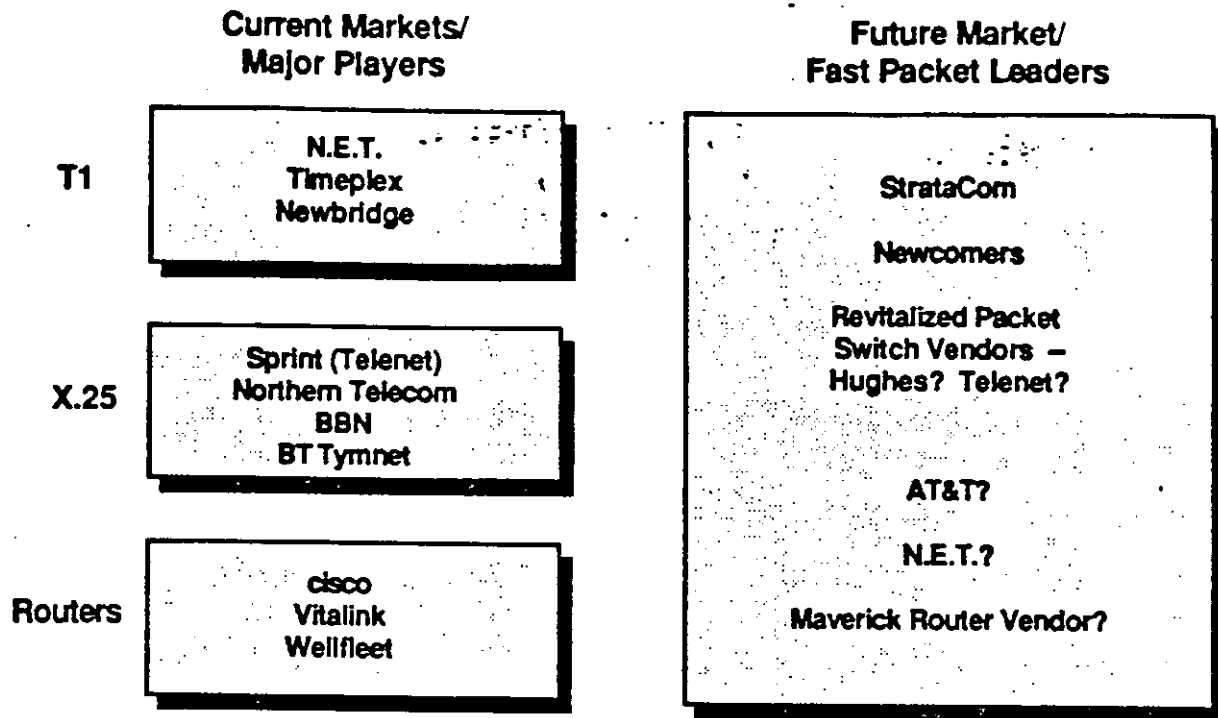 Current Markets/
Major Players
T1
N.E.T.
Timeplex
Newbridge
X.25
Sprint (Telenet)
Northern Telecom
BBN
BT Tymnet
Routers
cisco
Vitalink
Wellfleet
Future Market/
Fast Packet Leaders
StrataCom
Newcomers
Revitalized Packet
Switch Vendors –
Hughes? Telenet?
AT&T?
N.E.T.?
Maverick Router Vendor?